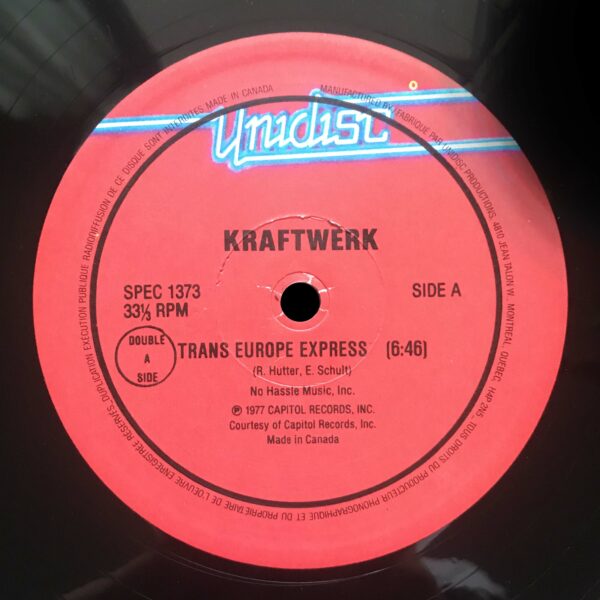 Unidisc
KRAFTWERK
SPEC 1373
33⅓ RPM
SIDE A
DOUBLE
A
SIDE
TRANS EUROPE EXPRESS (6:46)
(R. Hutter, E. Schult)
No Hassle Music, Inc.
℗ 1977 CAPITOL RECORDS, INC.
Courtesy of Capitol Records, Inc.
Made in Canada
MANUFACTURED BY / FABRIQUE PAR UNIDISC PRODUCTIONS, 4810 JEAN TALON W. MONTREAL, QUEBEC, H4P 2N5 - TOUS DROITS DU PRODUCTEUR PHONOGRAPHIQUE ET DU PROPRIETAIRE DE L'OEUVRE ENREGISTREE RESERVES. DUPLICATION EXECUTION PUBLIQUE RADIODIFFUSION DE CE DISQUE SONT INTERDITES MADE IN CANADA